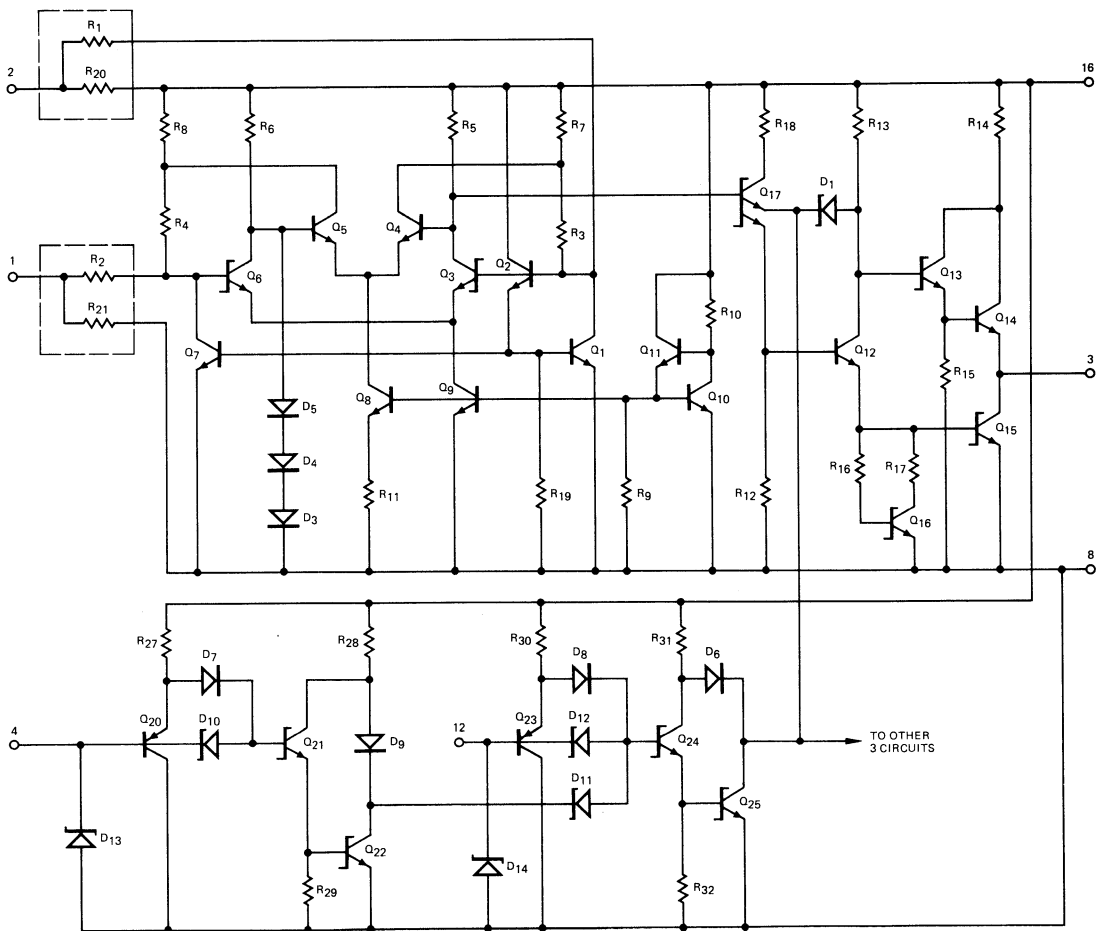 R1
2
R20
16
R8
R6
R5
R7
R18
R13
R14
Q17
D1
R4
Q5
Q4
R3
1
R2
Q6
Q3
Q2
Q13
R21
R10
Q14
Q7
Q1
Q11
Q12
R15
3
D5
Q8
Q9
Q10
Q15
D4
R16
R17
R11
R19
R9
R12
D3
Q16
8
R27
R28
R30
R31
D7
D8
D6
Q20
D10
Q23
D12
4
Q21
D9
12
Q24
TO OTHER
3 CIRCUITS
D11
Q25
D13
Q22
D14
R29
R32